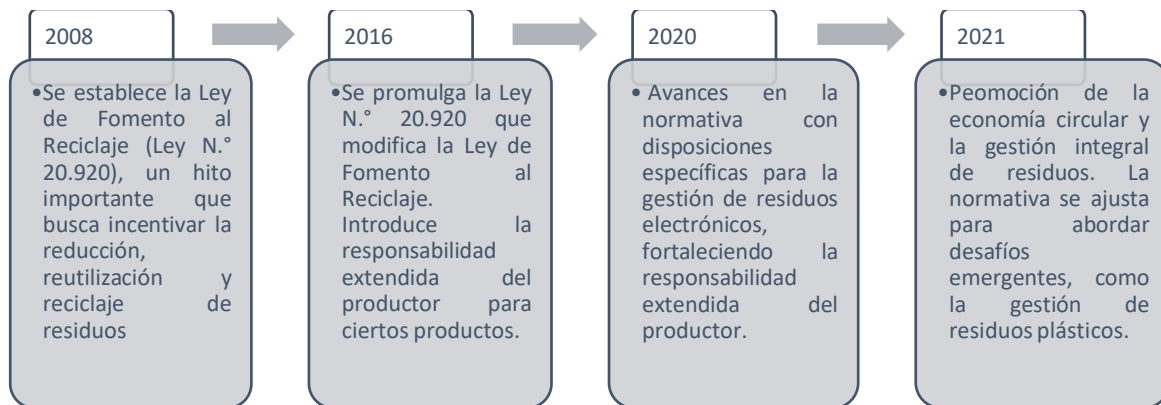 2008
•Se establece la Ley
de Fomento al
Reciclaje (Ley N.°
20.920), un hito
importante que
busca incentivar la
reducción,
reutilización y
reciclaje de
residuos
2016
•Se promulga la Ley
N.° 20.920 que
modifica la Ley de
Fomento al
Reciclaje.
Introduce la
responsabilidad
extendida del
productor para
ciertos productos.
2020
• Avances en la
normativa con
disposiciones
específicas para la
gestión de residuos
electrónicos,
fortaleciendo la
responsabilidad
extendida del
productor.
2021
•Peomoción de la
economía circular y
la gestión integral
de residuos. La
normativa se ajusta
para abordar
desafíos
emergentes, como
la gestión de
residuos plásticos.